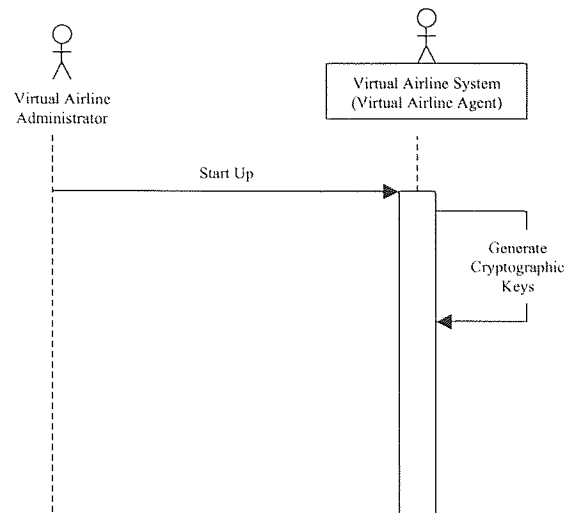 Virtual Airline
Administrator
Virtual Airline System
(Virtual Airline Agent)
Start Up
Generate
Cryptographic
Keys